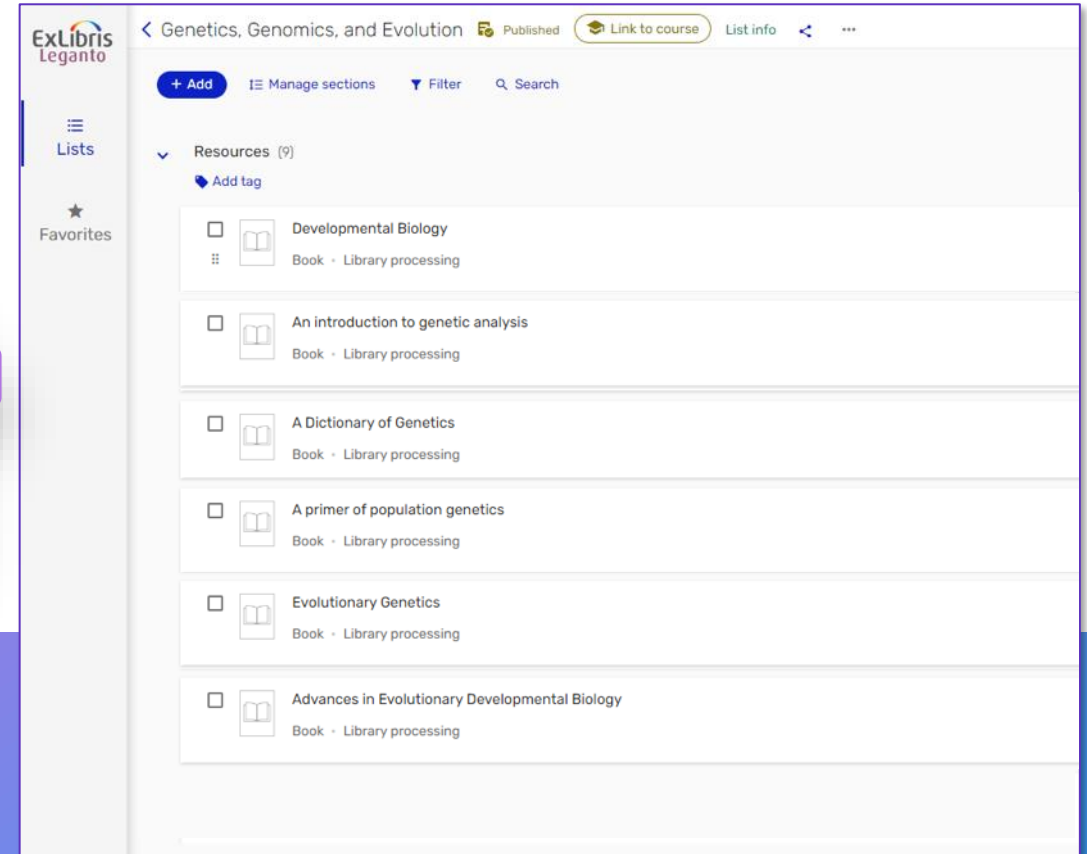 ExLibris
Leganto
Genetics, Genomics, and Evolution Published Link to course List info
+ Add Manage sections Filter Search
Lists
Favorites
Resources (9)
Add tag
Developmental Biology
Book • Library processing
An introduction to genetic analysis
Book • Library processing
A Dictionary of Genetics
Book • Library processing
A primer of population genetics
Book • Library processing
Evolutionary Genetics
Book • Library processing
Advances in Evolutionary Developmental Biology
Book • Library processing